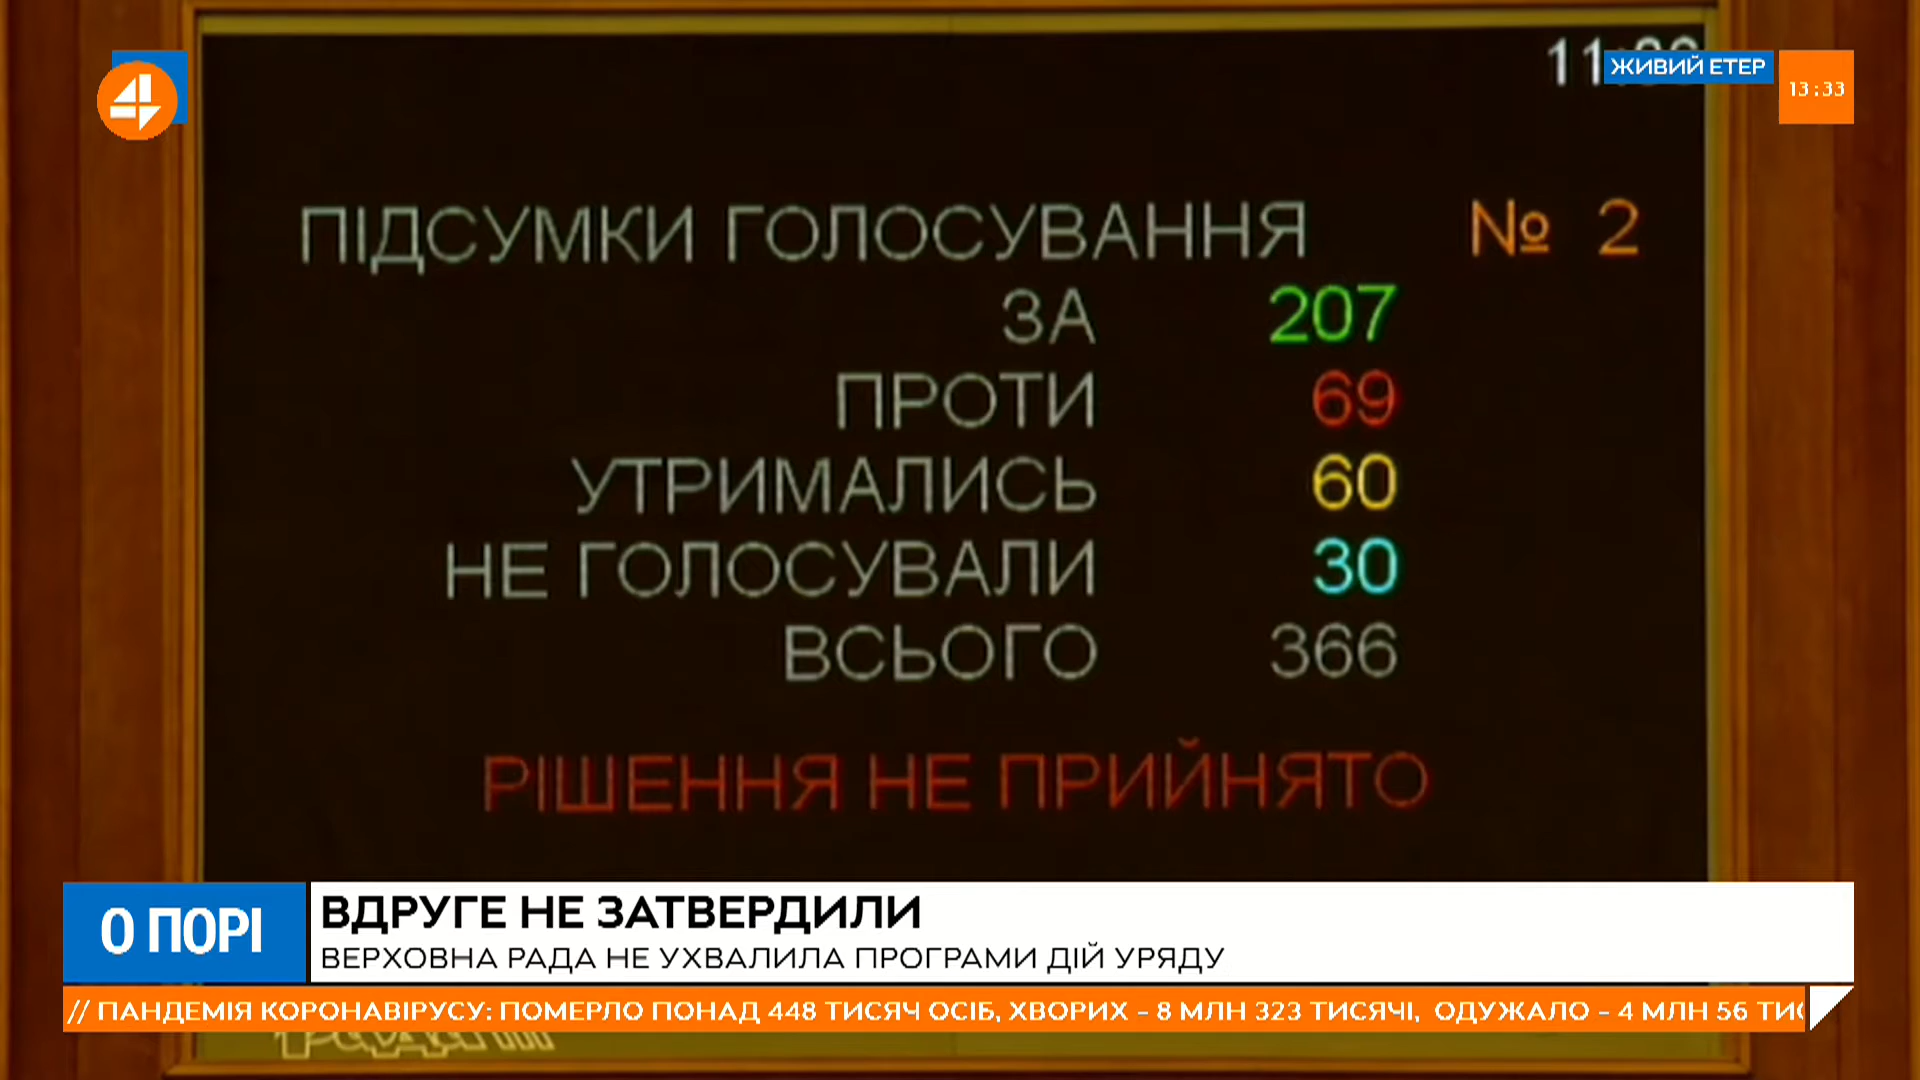 ЖИВИЙ ЕТЕР
13:33
ПІДСУМКИ ГОЛОСУВАННЯ № 2
ЗА 207
ПРОТИ 69
УТРИМАЛИСЬ 60
НЕ ГОЛОСУВАЛИ 30
ВСЬОГО 366
РІШЕННЯ НЕ ПРИЙНЯТО
О ПОРІ
ВДРУГЕ НЕ ЗАТВЕРДИЛИ
ВЕРХОВНА РАДА НЕ УХВАЛИЛА ПРОГРАМИ ДІЙ УРЯДУ
// ПАНДЕМІЯ КОРОНАВІРУСУ: ПОМЕРЛО ПОНАД 448 ТИСЯЧ ОСІБ, ХВОРИХ - 8 МЛН 323 ТИСЯЧІ, ОДУЖАЛО - 4 МЛН 56